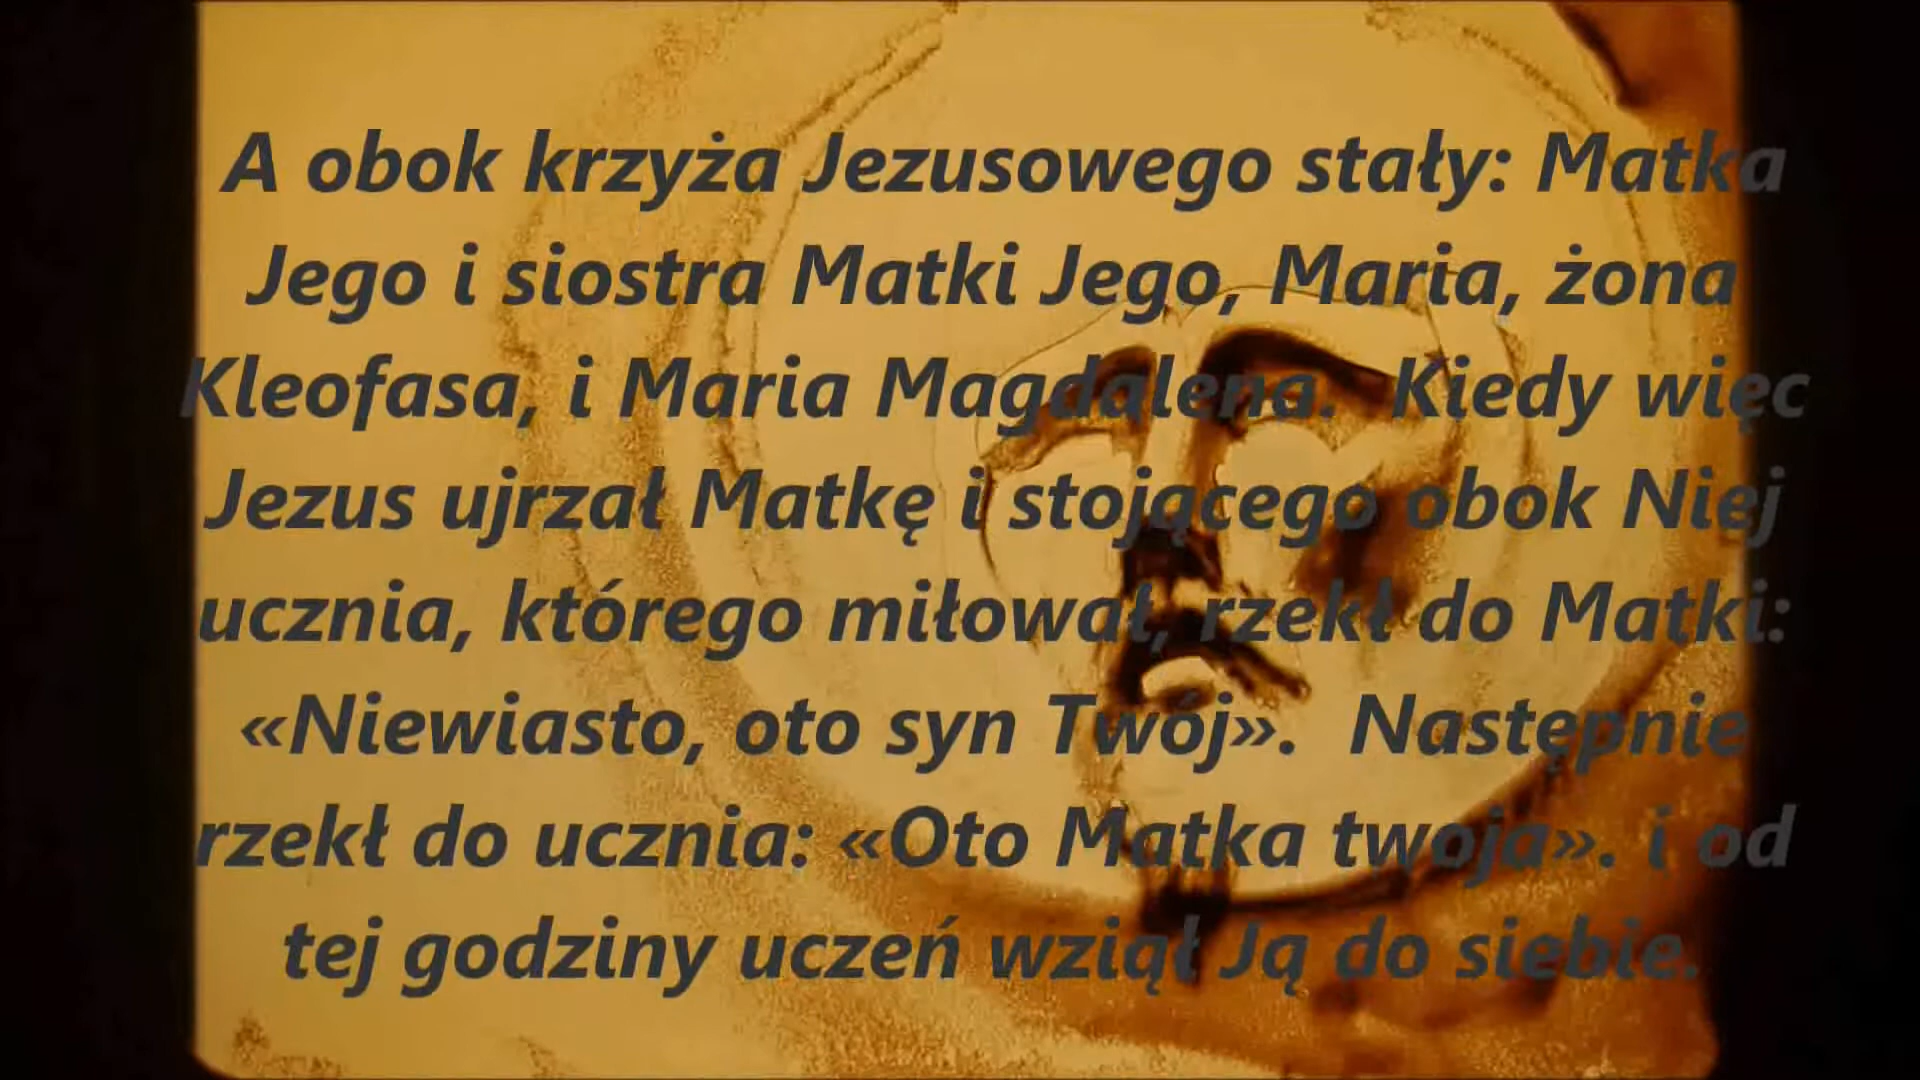 A obok krzyża Jezusowego stały: Matka
Jego i siostra Matki Jego, Maria, żona
Kleofasa, i Maria Magdalena. Kiedy więc
Jezus ujrzał Matkę i stojącego obok Niej
ucznia, którego miłował, rzekł do Matki:
«Niewiasto, oto syn Twój». Następnie
rzekł do ucznia: «Oto Matka twoja». i od
tej godziny uczeń wziął Ją do siebie.